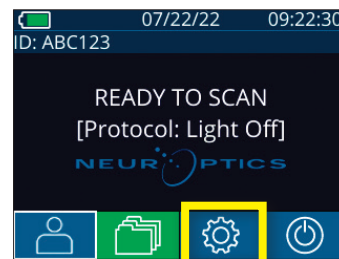 07/22/22 09:22:30
ID: ABC123
READY TO SCAN
[Protocol: Light Off]
NEUROPTICS